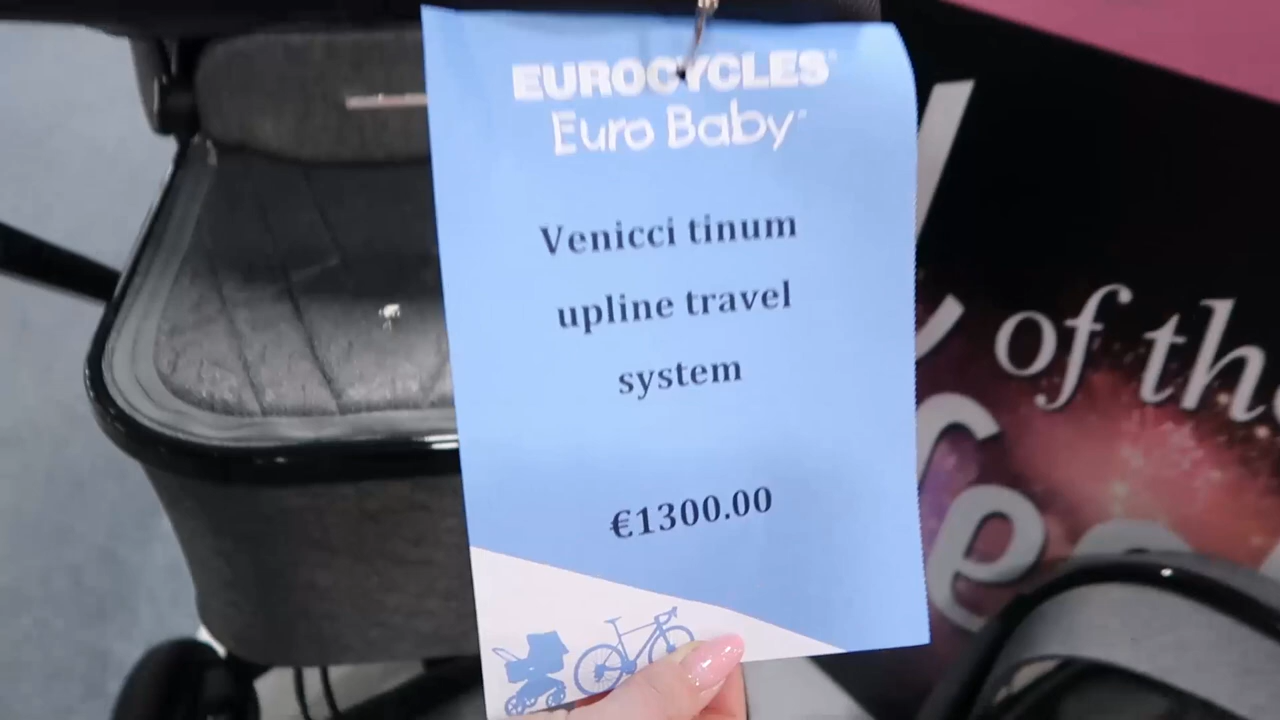 EUROCYCLES
Euro Baby
Venicci tinum
upline travel
system
€1300.00
of the